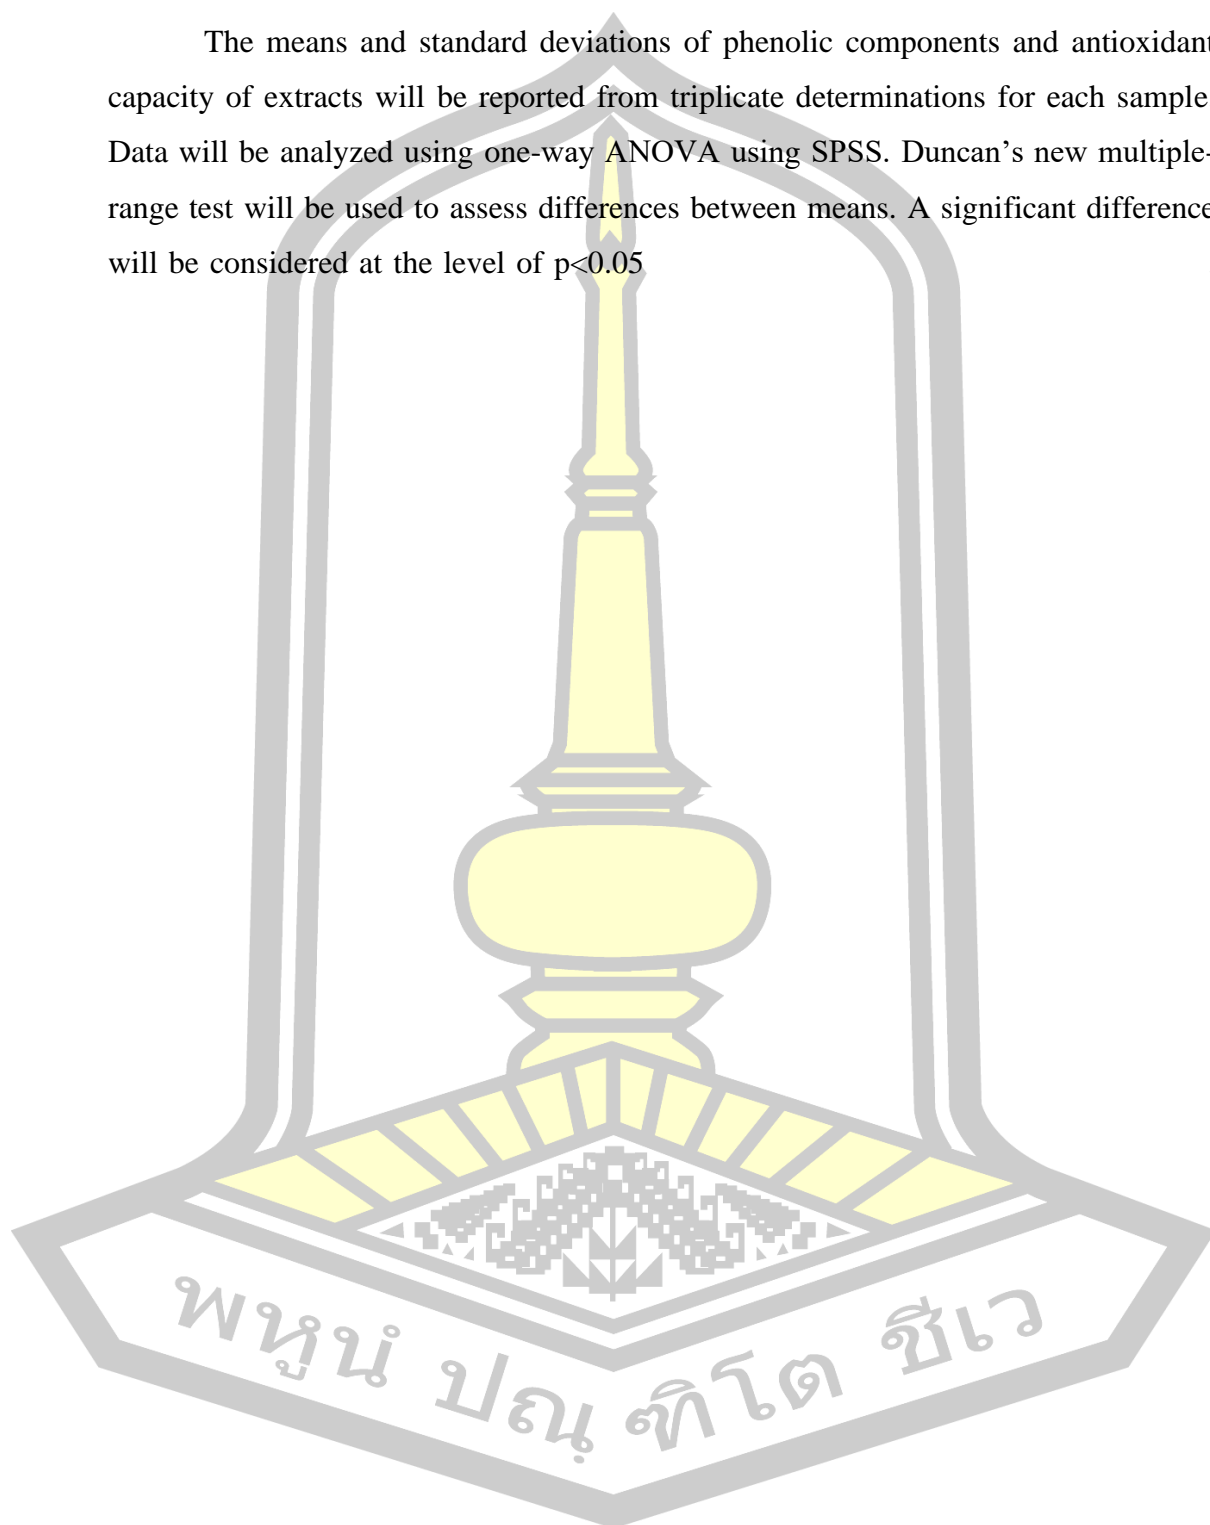 The means and standard deviations of phenolic components and antioxidant
capacity of extracts will be reported from triplicate determinations for each sample
Data will be analyzed using one-way ANOVA using SPSS. Duncan’s new multiple-
range test will be used to assess differences between means. A significant difference
will be considered at the level of p<0.05
พหูนํ ปณฺ ฑิโต ชีเว